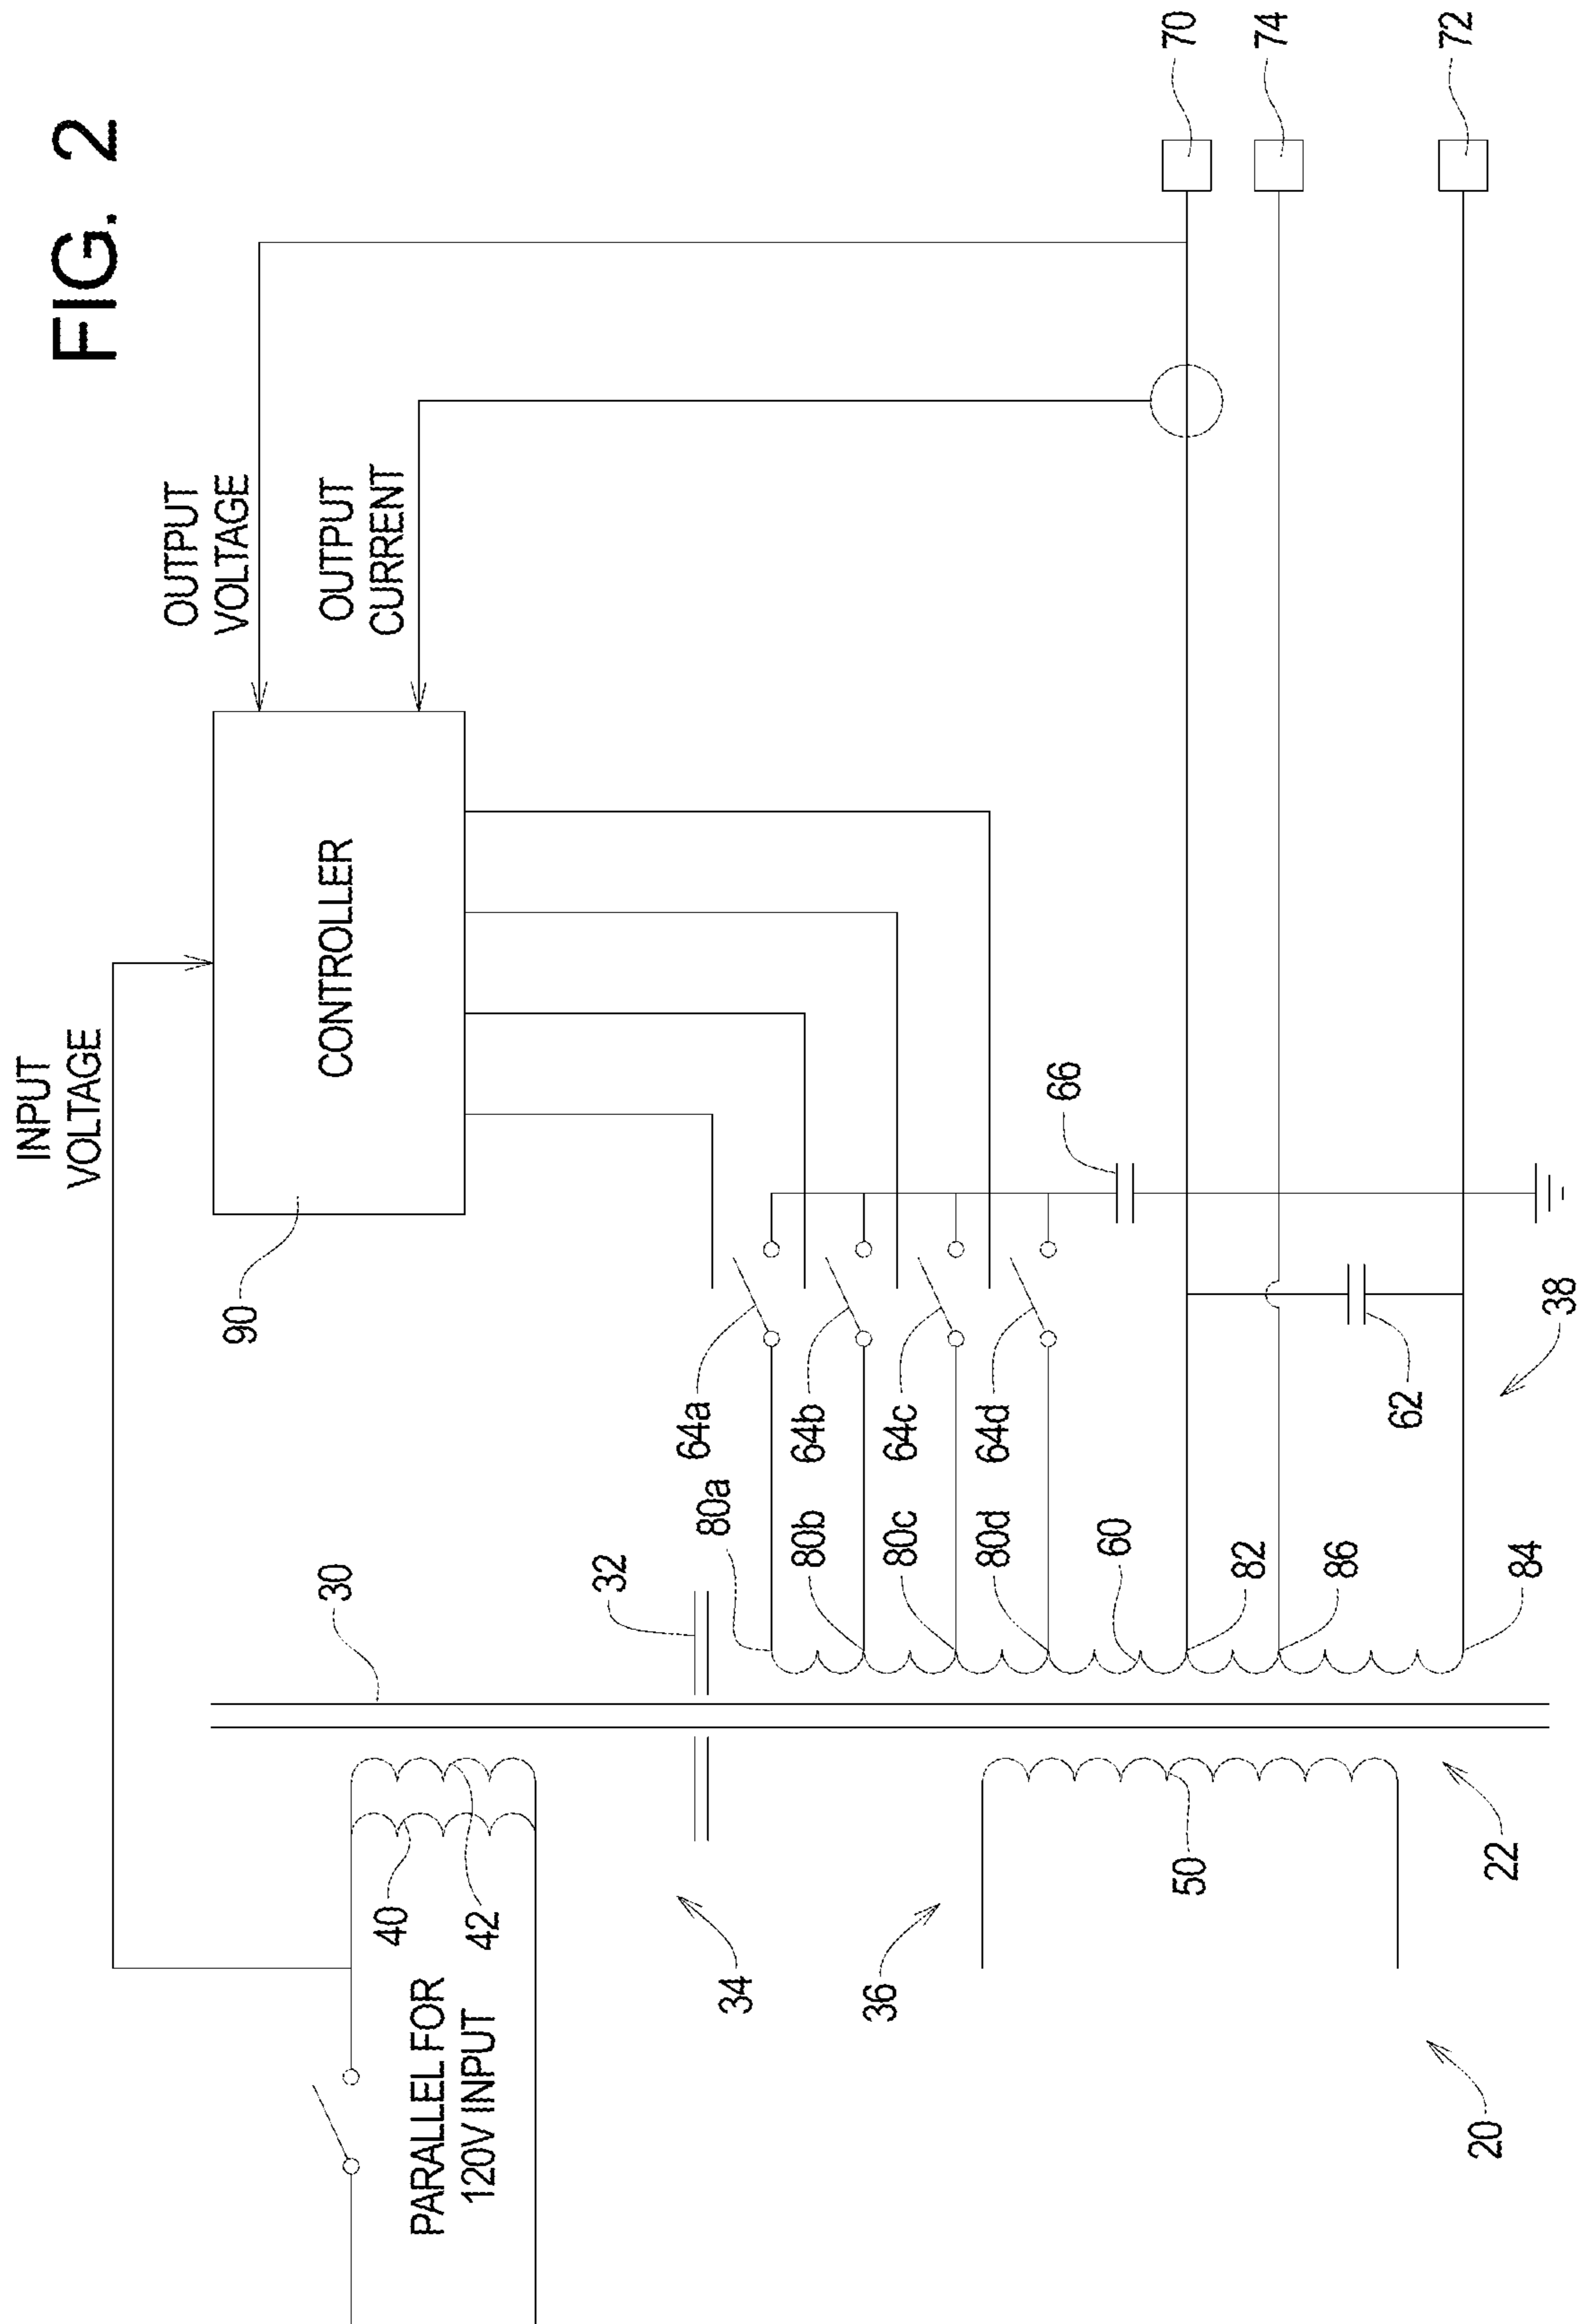 FIG. 2
INPUT
VOLTAGE
OUTPUT
VOLTAGE
OUTPUT
CURRENT
CONTROLLER
90
30
32
40
42
PARALLEL FOR
120V INPUT
34
36
50
22
20
64a
64b
64c
64d
80a
80b
80c
80d
60
82
86
84
66
62
38
70
74
72